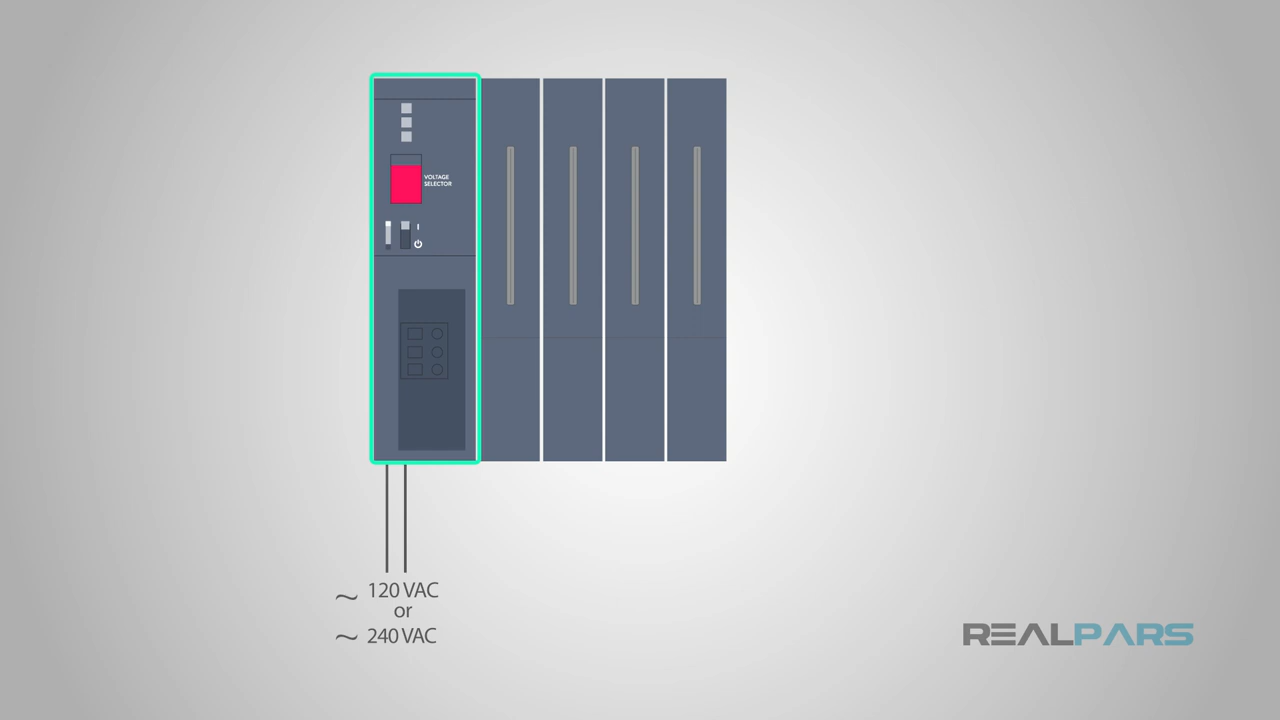 VOLTAGE
SELECTOR
I
~ 120 VAC
or
~ 240 VAC
REALPARS